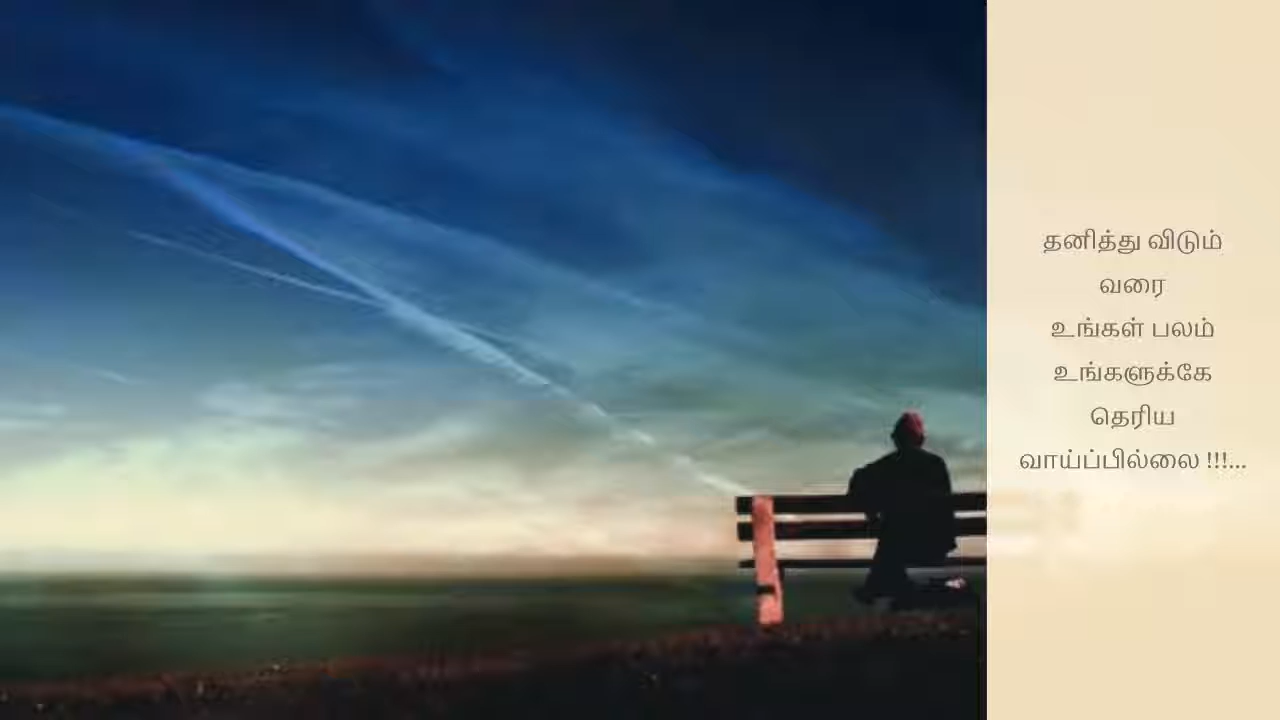 தனித்து விடும்
வரை
உங்கள் பலம்
உங்களுக்கே
தெரிய
வாய்ப்பில்லை !!!...